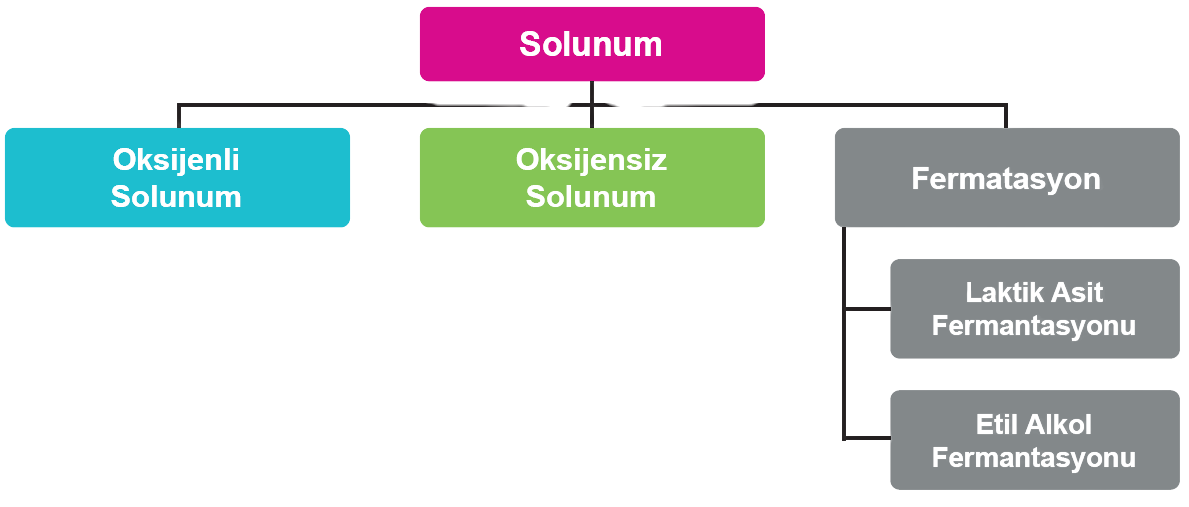 Solunum
Oksijenli
Solunum
Oksijensiz
Solunum
Fermatasyon
Laktik Asit
Fermantasyonu
Etil Alkol
Fermantasyonu